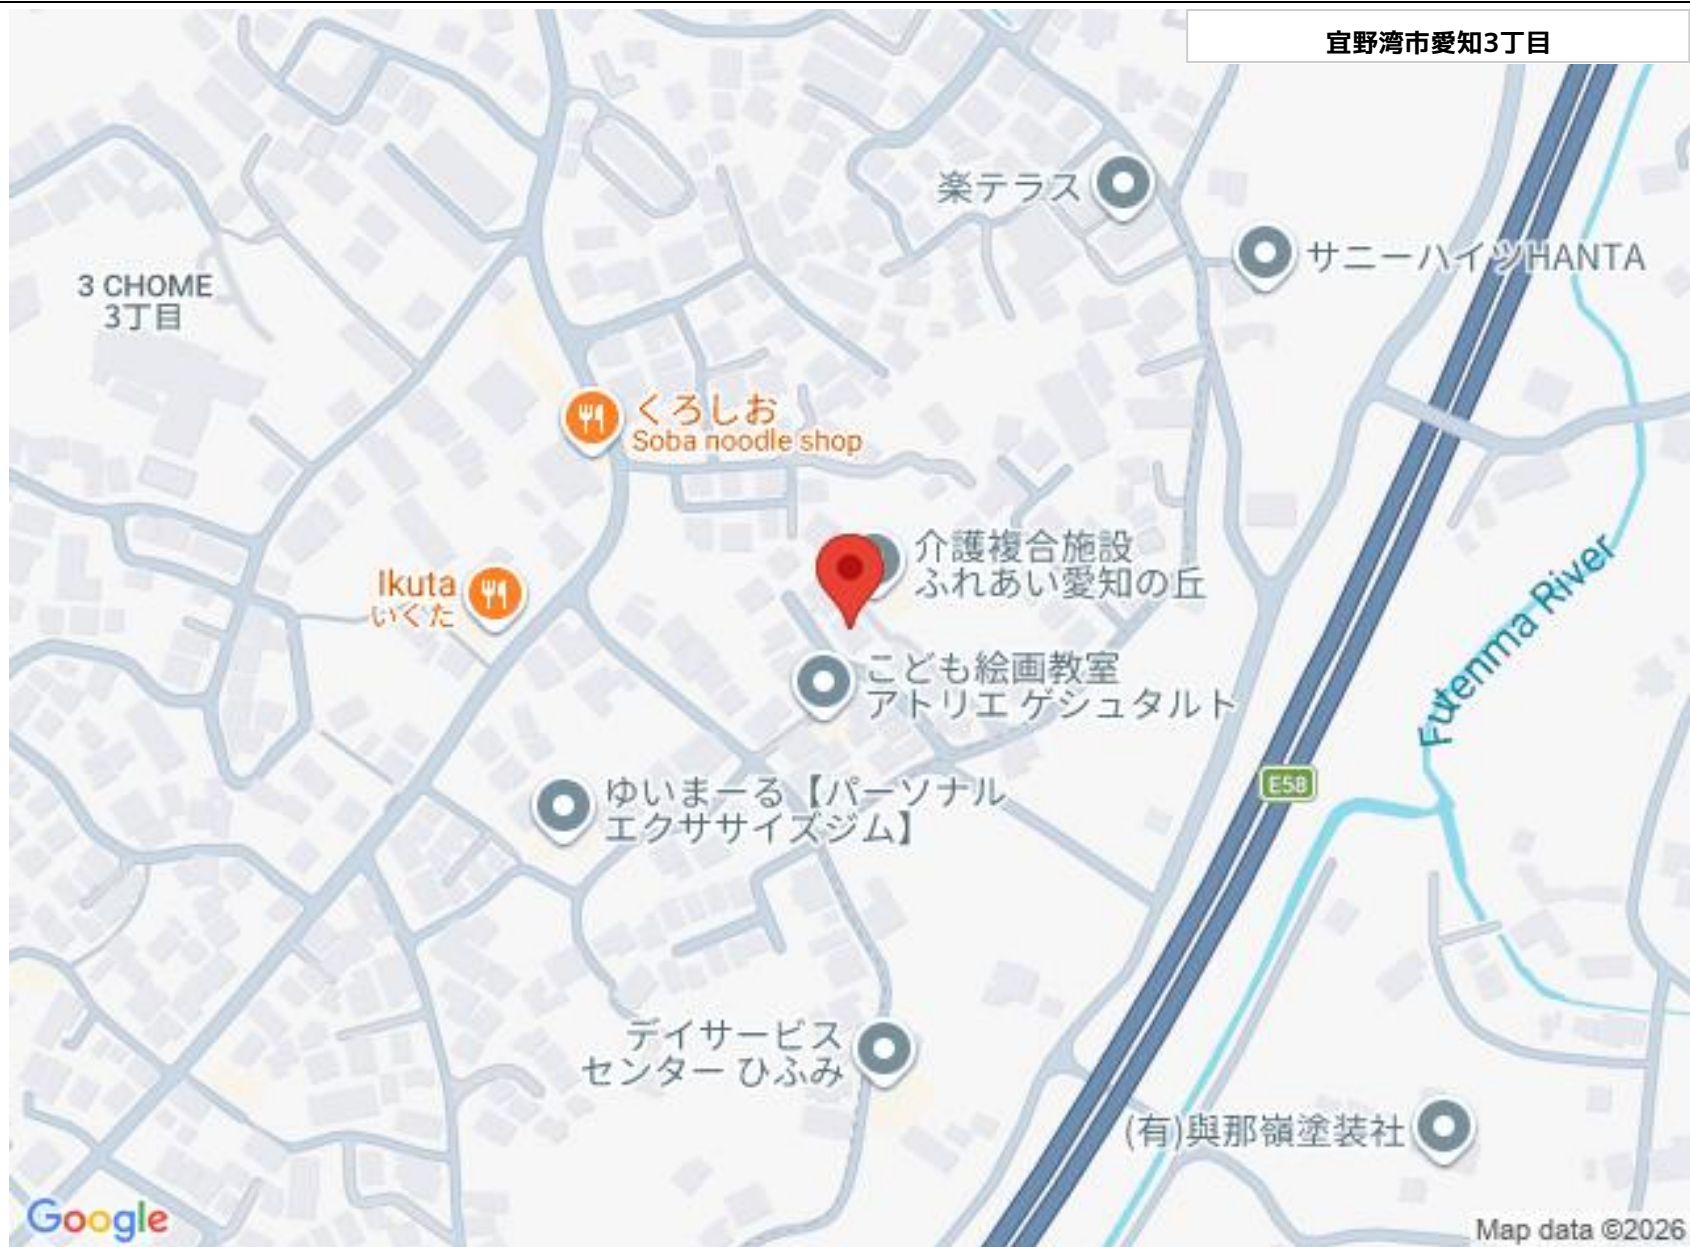 宜野湾市愛知3丁目
楽テラス
サニーハイツHANTA
3 CHOME
3丁目
くろしお
Soba noodle shop
介護複合施設
ふれあい愛知の丘
Ikuta
いくた
こども絵画教室
アトリエ ゲシュタルト
Futenma River
E58
ゆいまーる【パーソナル
エクササイズジム】
デイサービス
センター ひふみ
(有)與那嶺塗装社
Google
Map data ©2026